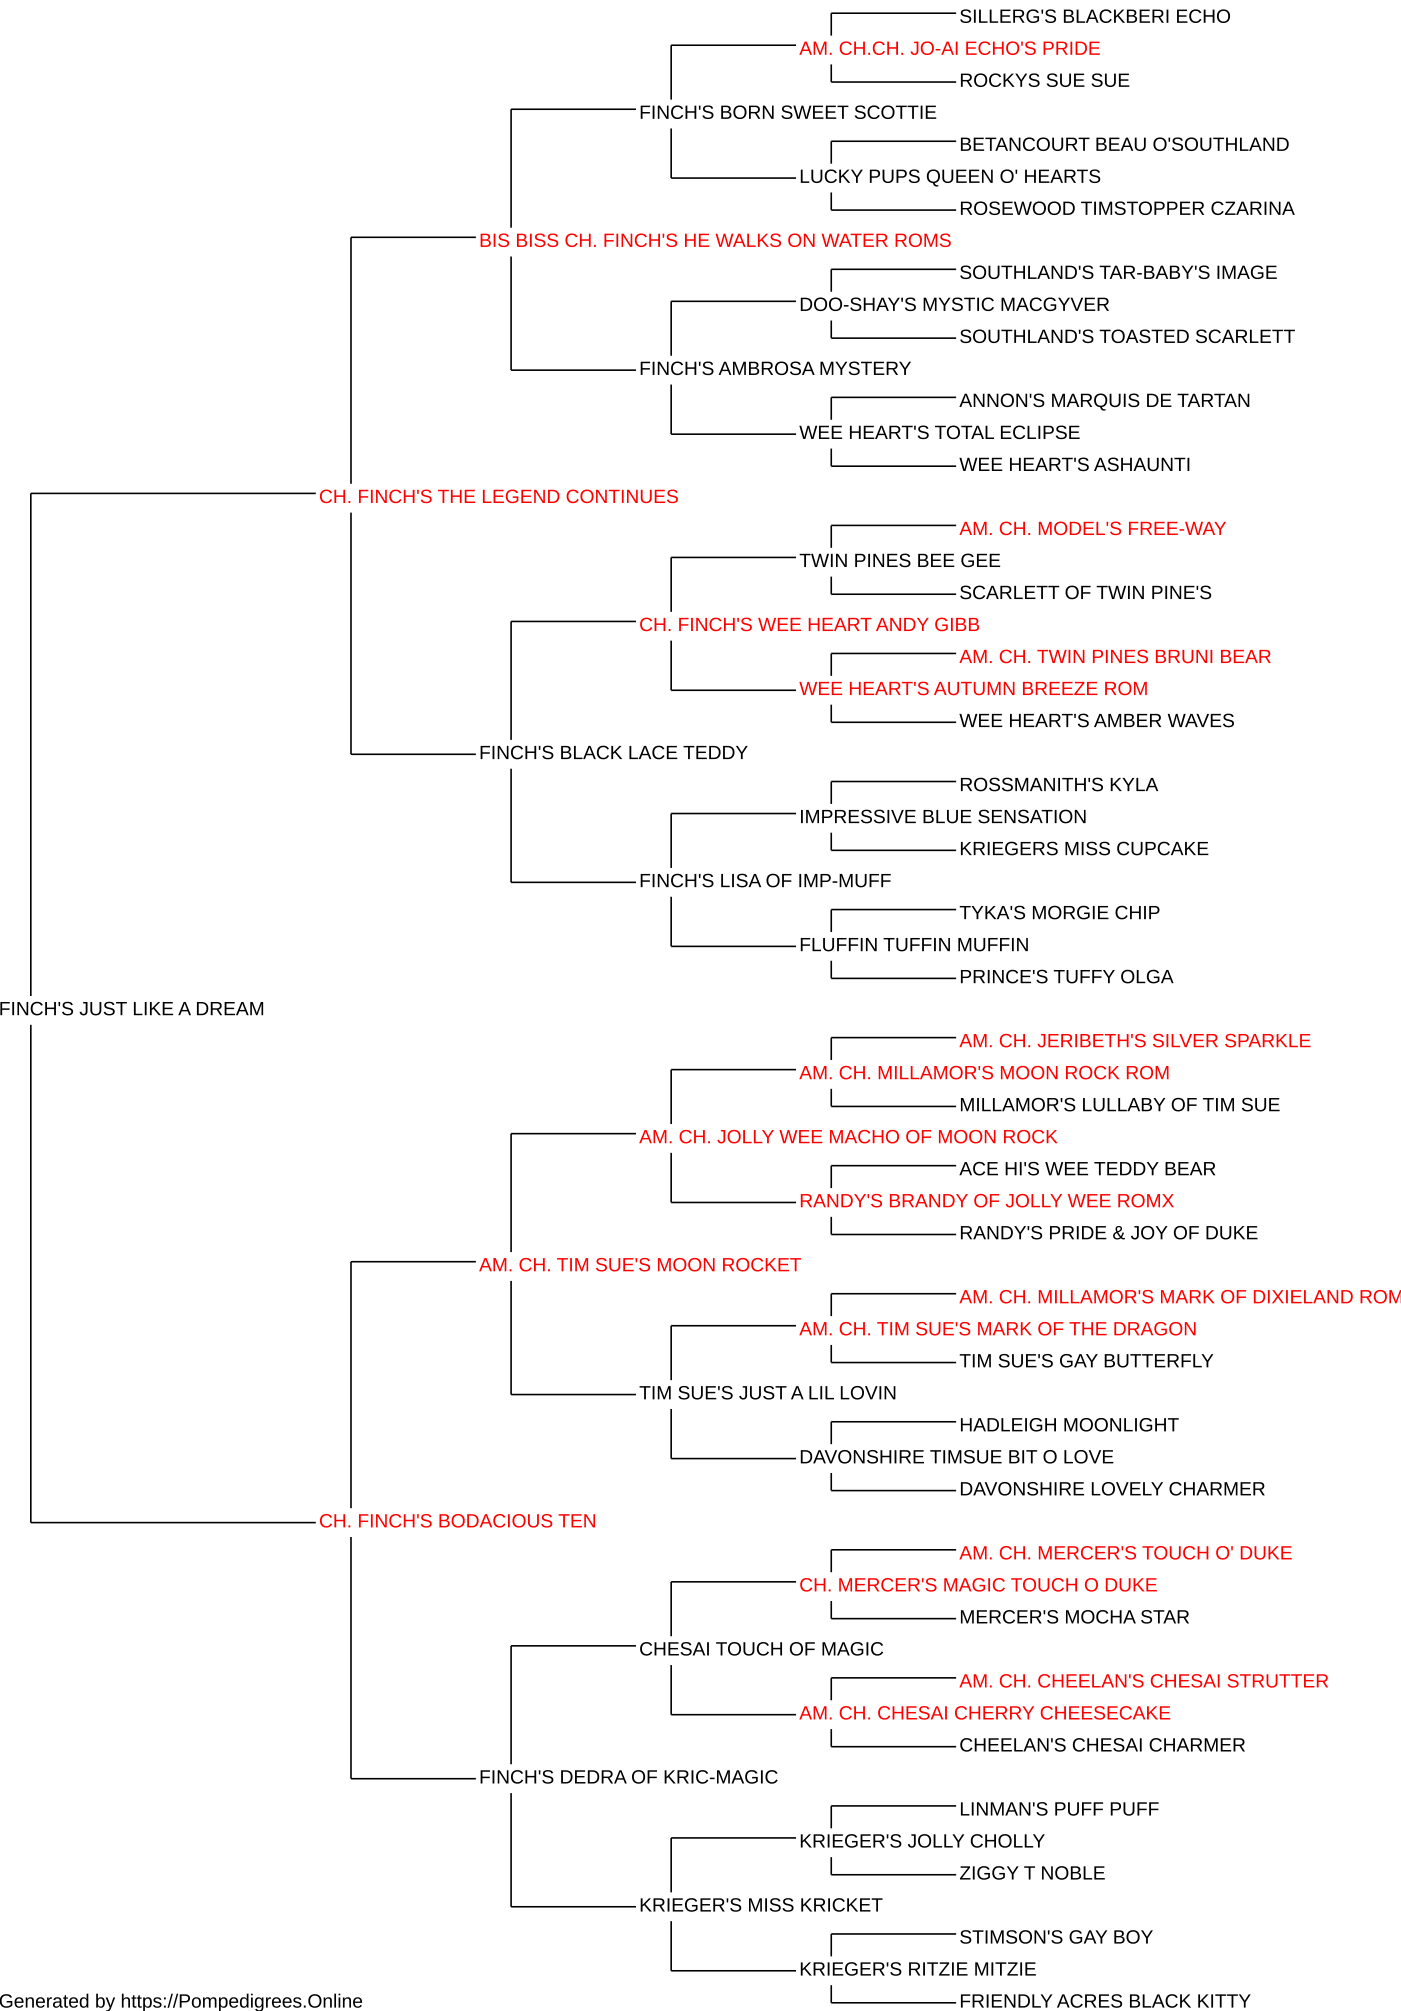 SILLERG'S BLACKBERI ECHO
AM. CH.CH. JO-AI ECHO'S PRIDE
ROCKYS SUE SUE
FINCH'S BORN SWEET SCOTTIE
BETANCOURT BEAU O'SOUTHLAND
LUCKY PUPS QUEEN O' HEARTS
ROSEWOOD TIMSTOPPER CZARINA
BIS BISS CH. FINCH'S HE WALKS ON WATER ROMS
SOUTHLAND'S TAR-BABY'S IMAGE
DOO-SHAY'S MYSTIC MACGYVER
SOUTHLAND'S TOASTED SCARLETT
FINCH'S AMBROSA MYSTERY
ANNON'S MARQUIS DE TARTAN
WEE HEART'S TOTAL ECLIPSE
WEE HEART'S ASHAUNTI
CH. FINCH'S THE LEGEND CONTINUES
AM. CH. MODEL'S FREE-WAY
TWIN PINES BEE GEE
SCARLETT OF TWIN PINE'S
CH. FINCH'S WEE HEART ANDY GIBB
AM. CH. TWIN PINES BRUNI BEAR
WEE HEART'S AUTUMN BREEZE ROM
WEE HEART'S AMBER WAVES
FINCH'S BLACK LACE TEDDY
ROSSMANITH'S KYLA
IMPRESSIVE BLUE SENSATION
KRIEGERS MISS CUPCAKE
FINCH'S LISA OF IMP-MUFF
TYKA'S MORGIE CHIP
FLUFFIN TUFFIN MUFFIN
PRINCE'S TUFFY OLGA
FINCH'S JUST LIKE A DREAM
AM. CH. JERIBETH'S SILVER SPARKLE
AM. CH. MILLAMOR'S MOON ROCK ROM
MILLAMOR'S LULLABY OF TIM SUE
AM. CH. JOLLY WEE MACHO OF MOON ROCK
ACE HI'S WEE TEDDY BEAR
RANDY'S BRANDY OF JOLLY WEE ROMX
RANDY'S PRIDE & JOY OF DUKE
AM. CH. TIM SUE'S MOON ROCKET
AM. CH. MILLAMOR'S MARK OF DIXIELAND ROM
AM. CH. TIM SUE'S MARK OF THE DRAGON
TIM SUE'S GAY BUTTERFLY
TIM SUE'S JUST A LIL LOVIN
HADLEIGH MOONLIGHT
DAVONSHIRE TIMSUE BIT O LOVE
DAVONSHIRE LOVELY CHARMER
CH. FINCH'S BODACIOUS TEN
AM. CH. MERCER'S TOUCH O' DUKE
CH. MERCER'S MAGIC TOUCH O DUKE
MERCER'S MOCHA STAR
CHESAI TOUCH OF MAGIC
AM. CH. CHEELAN'S CHESAI STRUTTER
AM. CH. CHESAI CHERRY CHEESECAKE
CHEELAN'S CHESAI CHARMER
FINCH'S DEDRA OF KRIC-MAGIC
LINMAN'S PUFF PUFF
KRIEGER'S JOLLY CHOLLY
ZIGGY T NOBLE
KRIEGER'S MISS KRICKET
STIMSON'S GAY BOY
KRIEGER'S RITZIE MITZIE
FRIENDLY ACRES BLACK KITTY
Generated by https://Pompedigrees.Online